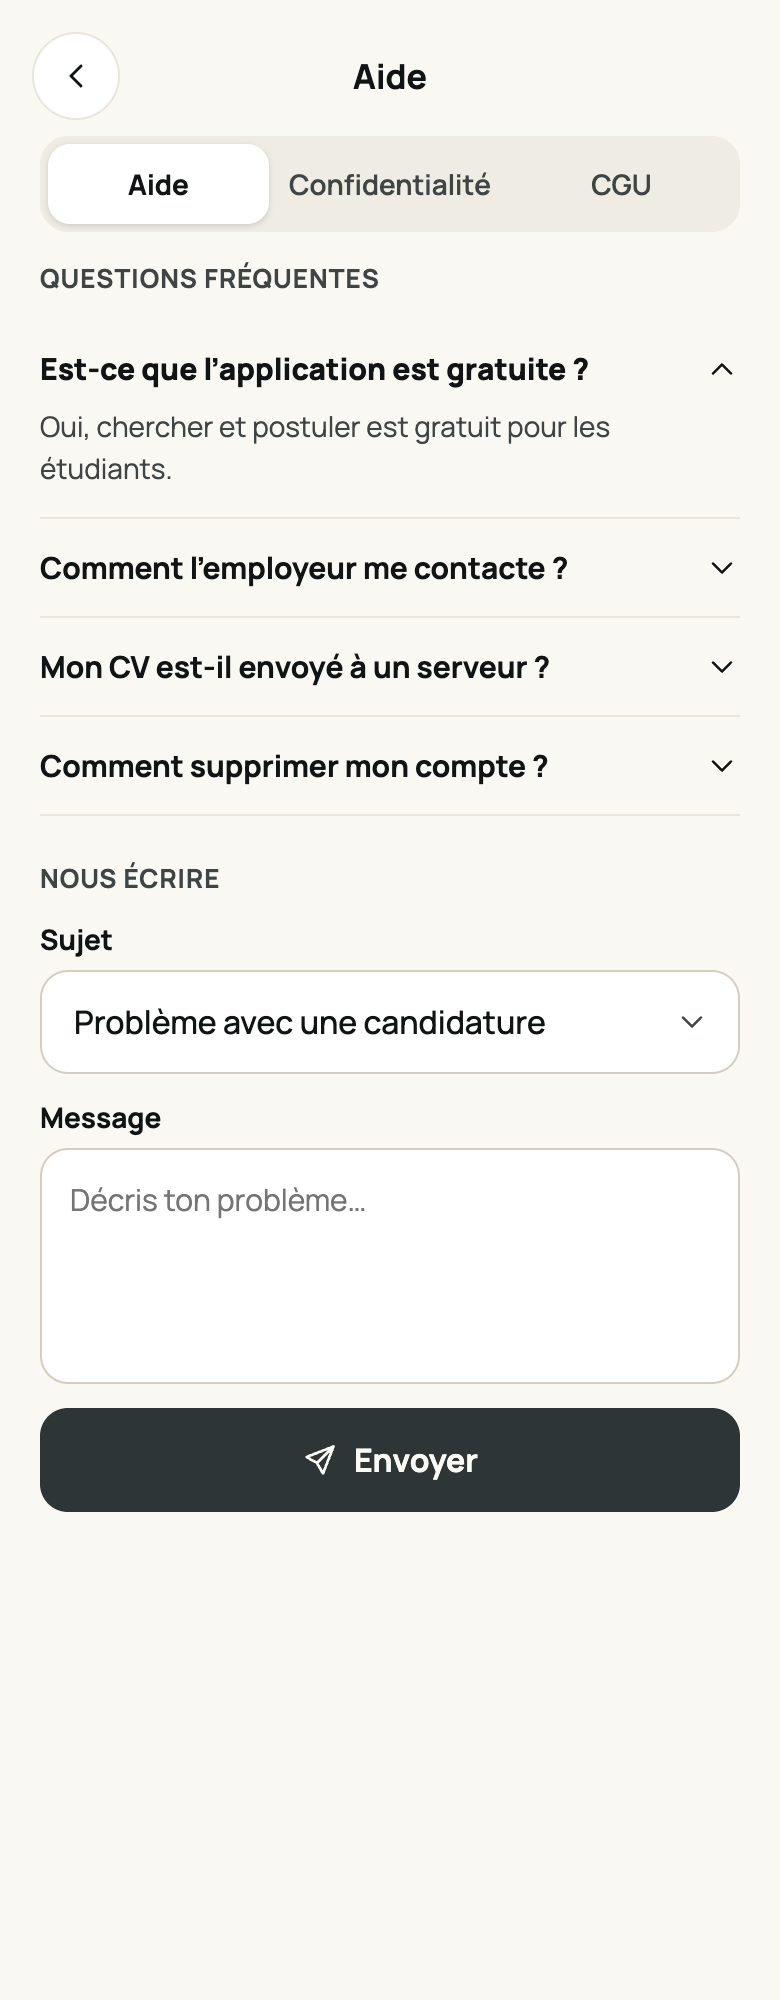 Aide
Aide
Confidentialité
CGU
QUESTIONS FRÉQUENTES
Est-ce que l’application est gratuite ?
Oui, chercher et postuler est gratuit pour les
étudiants.
Comment l’employeur me contacte ?
Mon CV est-il envoyé à un serveur ?
Comment supprimer mon compte ?
NOUS ÉCRIRE
Sujet
Problème avec une candidature
Message
Décris ton problème…
Envoyer